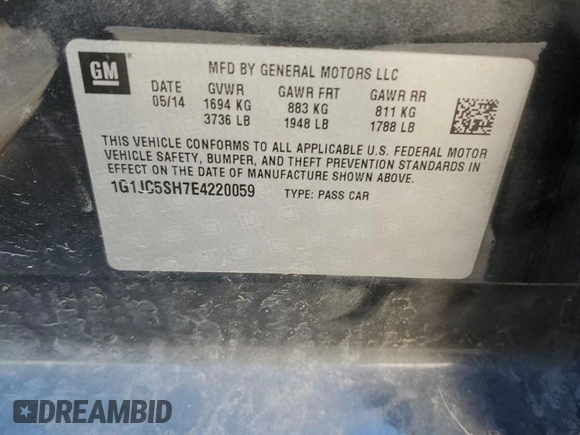 GM
MFD BY GENERAL MOTORS LLC
DATE GVWR GAWR FRT GAWR RR
05/14 1694 KG 883 KG 811 KG
3736 LB 1948 LB 1788 LB
THIS VEHICLE CONFORMS TO ALL APPLICABLE U.S. FEDERAL MOTOR
VEHICLE SAFETY, BUMPER, AND THEFT PREVENTION STANDARDS IN
EFFECT ON THE DATE OF MANUFACTURE SHOWN ABOVE.
1G1JC5SH7E4220059 TYPE: PASS CAR
DREAMBID